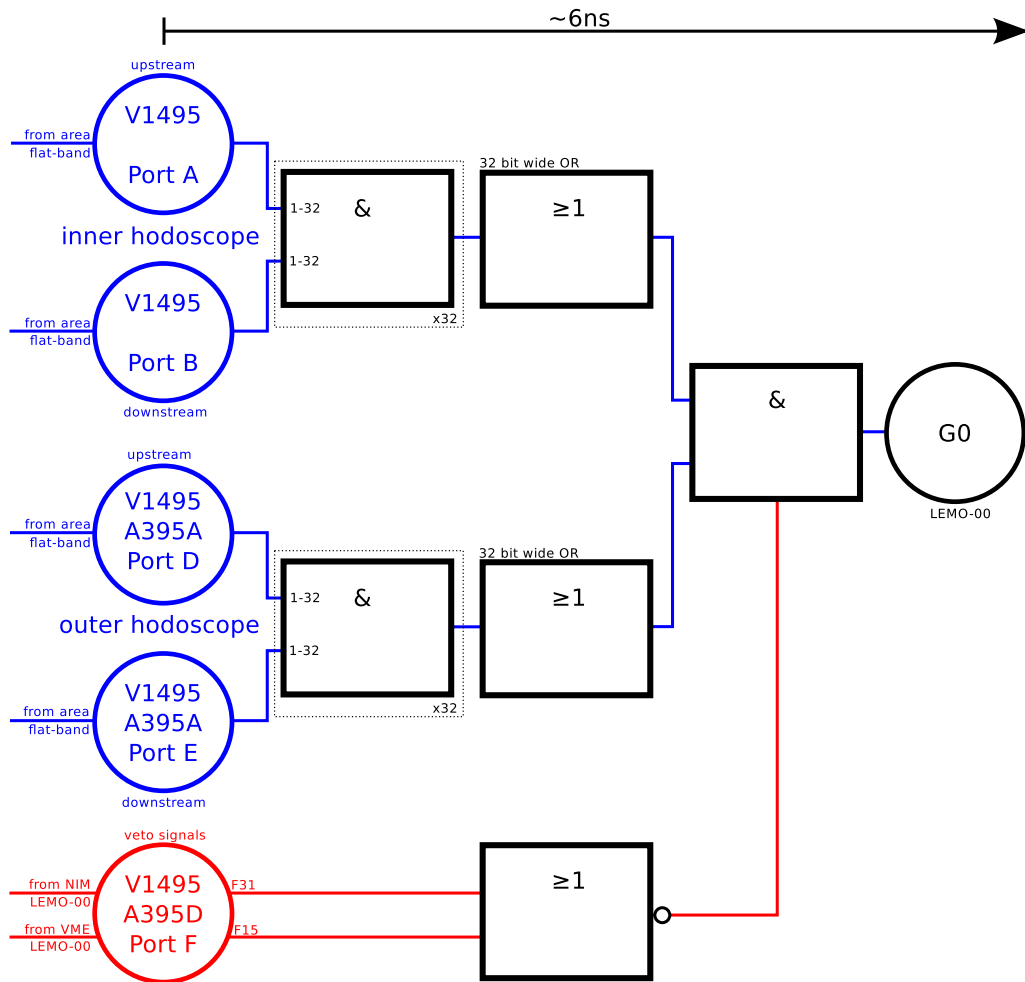 ~6ns
upstream
V1495
Port A
from area
flat-band
inner hodoscope
1-32
1-32
&
x32
32 bit wide OR
≥1
V1495
Port B
from area
flat-band
downstream
&
G0
LEMO-00
upstream
V1495
A395A
Port D
from area
flat-band
outer hodoscope
1-32
1-32
&
x32
32 bit wide OR
≥1
V1495
A395A
Port E
from area
flat-band
downstream
veto signals
from NIM
LEMO-00
from VME
LEMO-00
V1495
A395D
Port F
F31
F15
≥1